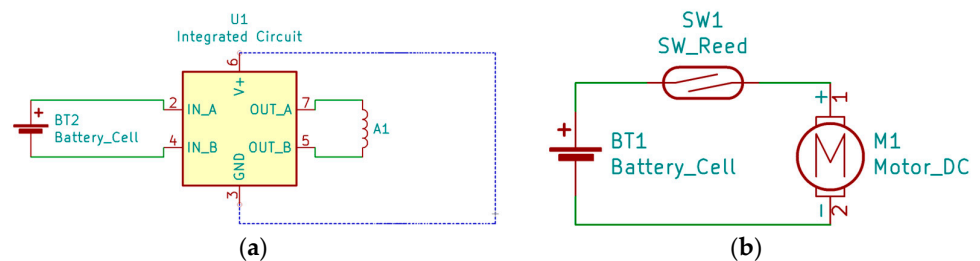 U1
Integrated Circuit
6
V+
2
IN_A
OUT_A
7
+
BT2
Battery_Cell
A1
4
IN_B
OUT_B
5
GND
3
(a)
SW1
SW_Reed
+
1
+
BT1
Battery_Cell
M
M1
Motor_DC
−
2
(b)